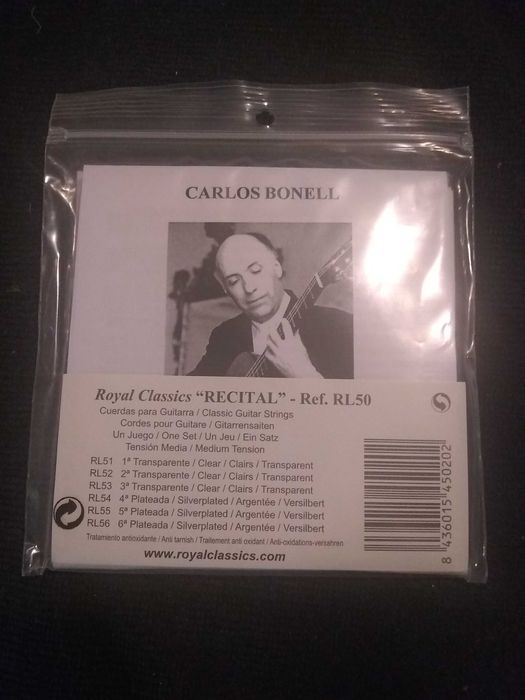 CARLOS BONELL
Royal Classics “RECITAL” - Ref. RL50
Cuerdas para Guitarra / Classic Guitar Strings
Cordes pour Guitare / Gitarrensaiten
Un Juego / One Set / Un Jeu / Ein Satz
Tensión Media / Medium Tension
RL51 1ª Transparente / Clear / Clairs / Transparent
RL52 2ª Transparente / Clear / Clairs / Transparent
RL53 3ª Transparente / Clear / Clairs / Transparent
RL54 4ª Plateada / Silverplated / Argentée / Versilbert
RL55 5ª Plateada / Silverplated / Argentée / Versilbert
RL56 6ª Plateada / Silverplated / Argentée / Versilbert
Tratamiento antioxidante / Anti tarnish / Traitement anti oxidant / Anti-oxidations-versahren
www.royalclassics.com
8 436015 450202